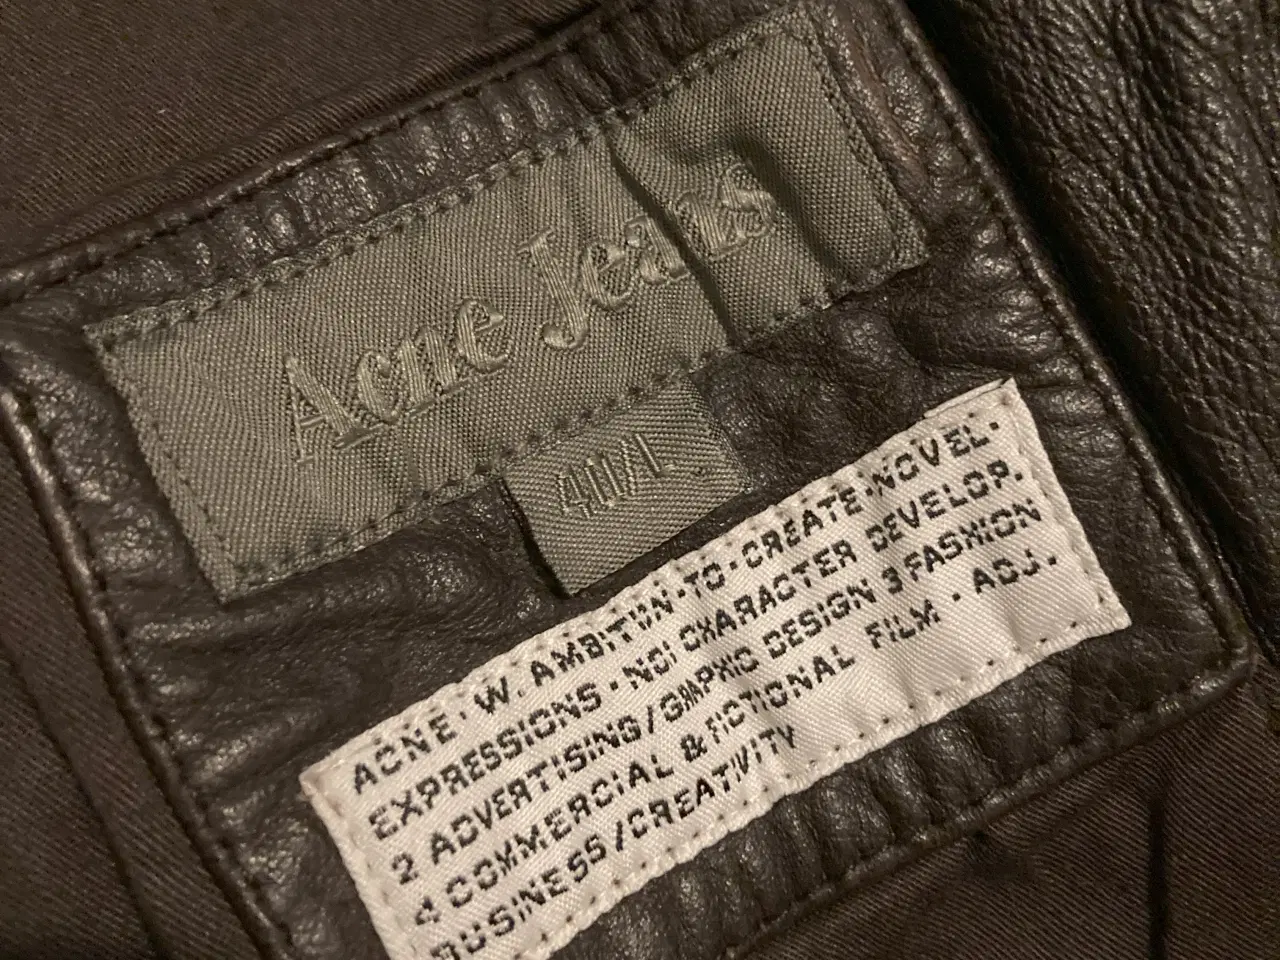 Acne Jeans
40/L
ACNE · W. AMBITION · TO · CREATE · NOVEL ·
EXPRESSIONS · NO1 CHARACTER DEVELOP.
2 ADVERTISING / GRAPHIC DESIGN 3 FASHION
4 COMMERCIAL & FICTIONAL FILM · ADJ.
BUSINESS / CREATIVITY